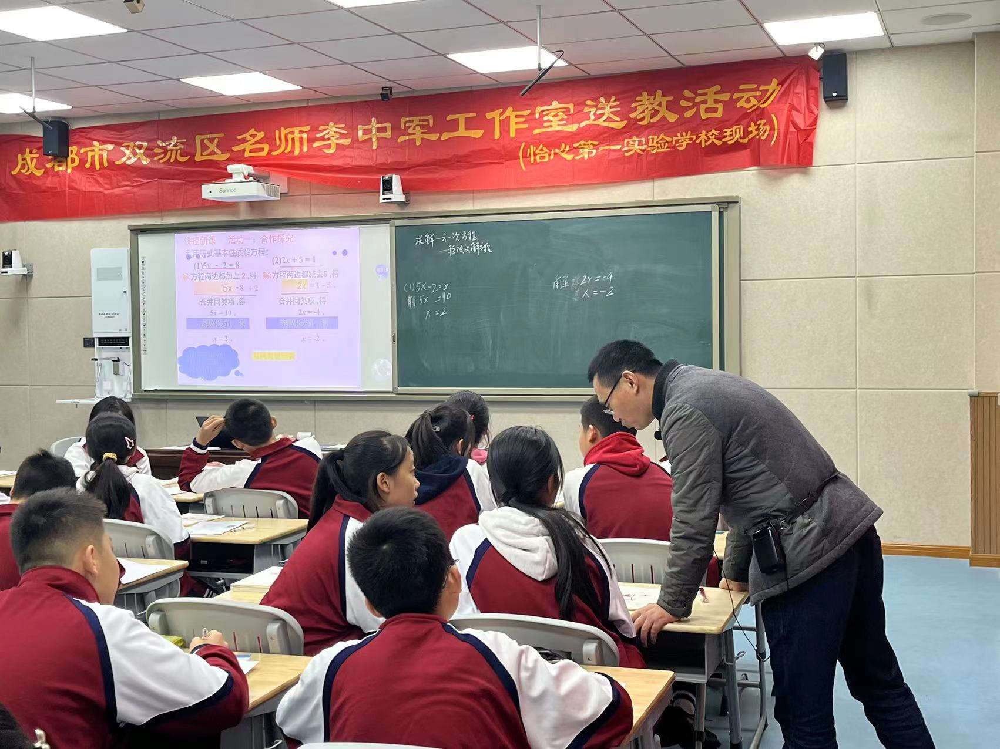 成都市双流区名师李中军工作室送教活动
(怡心第一实验学校现场)
Sonnoc
讲授新课 活动一：合作探究
利用等式基本性质解方程：
(1)5x - 2=8
(2)2x+5=1
解:方程两边都加上2,得
解:方程两边都减去5,得
5x=8+2
2x=1-5。
合并同类项,得
合并同类项,得
5x=10。
2x=-4。
系数化为1，得
系数化为1，得
x=2。
x=-2。
求解一元一次方程
—移项法解方程
(1)5x-2=8
解 5x =10
x =2
解 2x=-4
x=-2